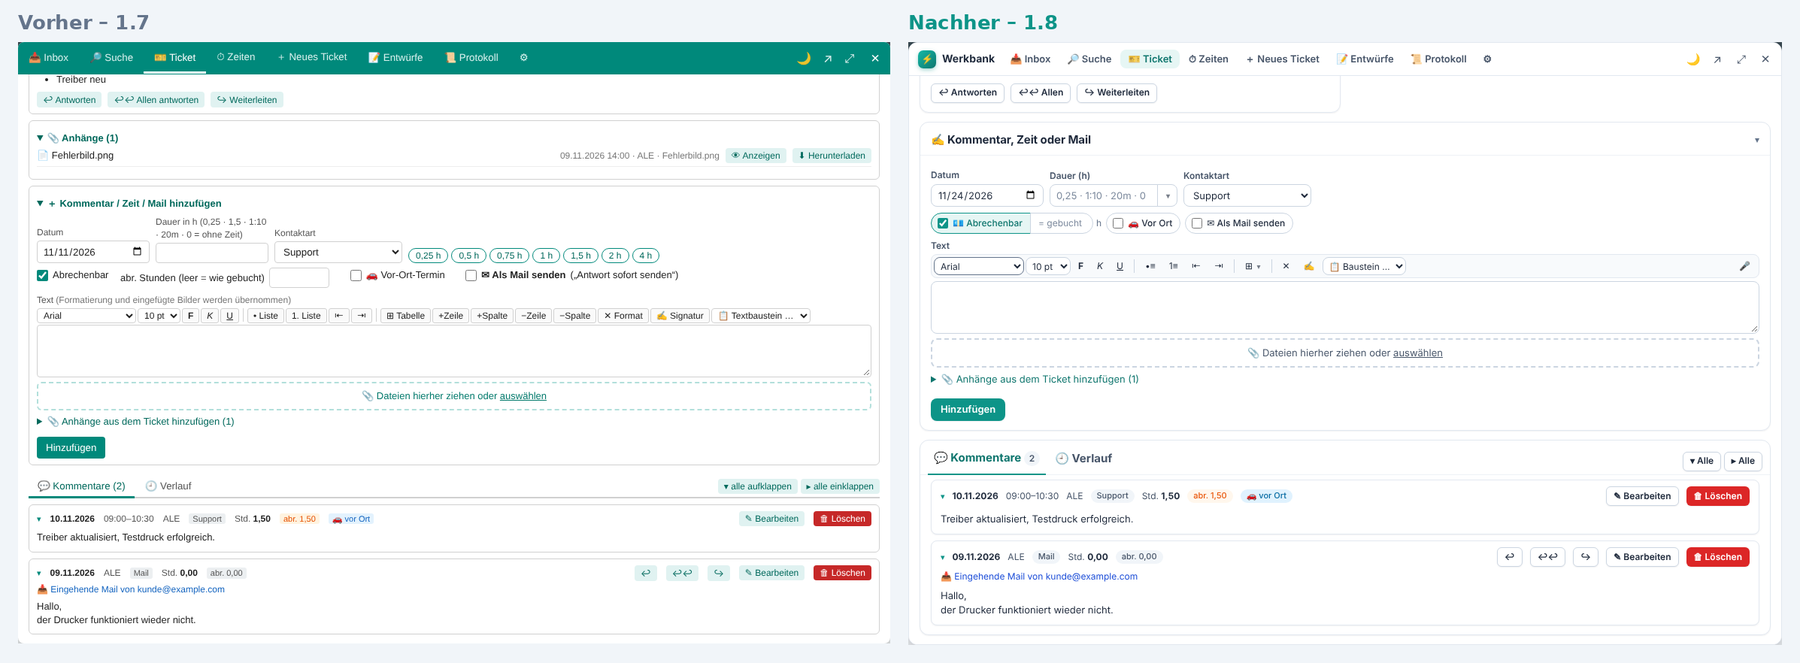 Vorher – 1.7
📥 Inbox 🔎 Suche 🎫 Ticket ⏱ Zeiten + Neues Ticket 📝 Entwürfe 📜 Protokoll ⚙ 🌙 ↗ ⤢ ✕
• Treiber neu
↩ Antworten ↩↩ Allen antworten ↪ Weiterleiten
▼ 📎 Anhänge (1)
📄 Fehlerbild.png 09.11.2026 14:00 · ALE · Fehlerbild.png 👁 Anzeigen ⬇ Herunterladen
▼ + Kommentar / Zeit / Mail hinzufügen
Datum
Dauer in h (0,25 · 1,5 · 1:10
· 20m · 0 = ohne Zeit)
Kontaktart
11/11/2026 Support 0,25 h 0,5 h 0,75 h 1 h 1,5 h 2 h 4 h
Abrechenbar abr. Stunden (leer = wie gebucht) 🚗 Vor-Ort-Termin ✉ Als Mail senden („Antwort sofort senden“)
Text (Formatierung und eingefügte Bilder werden übernommen)
Arial 10 pt F K U • Liste 1. Liste ⇤ ⇥ ⊞ Tabelle +Zeile +Spalte −Zeile −Spalte ✕ Format ✍ Signatur 📋 Textbaustein ...
📎 Dateien hierher ziehen oder auswählen
▶ 📎 Anhänge aus dem Ticket hinzufügen (1)
Hinzufügen
💬 Kommentare (2) 🕘 Verlauf ▾ alle aufklappen ▸ alle einklappen
▾ 10.11.2026 09:00–10:30 ALE Support Std. 1,50 abr. 1,50 🚗 vor Ort ✎ Bearbeiten 🗑 Löschen
Treiber aktualisiert, Testdruck erfolgreich.
▾ 09.11.2026 ALE Mail Std. 0,00 abr. 0,00 ↩ ↩↩ ↪ ✎ Bearbeiten 🗑 Löschen
📥 Eingehende Mail von kunde@example.com
Hallo,
der Drucker funktioniert wieder nicht.
Nachher – 1.8
⚡ Werkbank 📥 Inbox 🔎 Suche 🎫 Ticket ⏱ Zeiten + Neues Ticket 📝 Entwürfe 📜 Protokoll ⚙ 🌙 ↗ ⤢ ✕
↩ Antworten ↩↩ Allen ↪ Weiterleiten
✍ Kommentar, Zeit oder Mail ▾
Datum Dauer (h) Kontaktart
11/24/2026 0,25 · 1:10 · 20m · 0 ▾ Support
💶 Abrechenbar = gebucht h 🚗 Vor Ort ✉ Als Mail senden
Text
Arial 10 pt F K U •≡ 1≡ ⇤ ⇥ ⊞ ▾ ✕ ✍ 📋 Baustein ... 🎤
📎 Dateien hierher ziehen oder auswählen
▶ 📎 Anhänge aus dem Ticket hinzufügen (1)
Hinzufügen
💬 Kommentare 2 🕘 Verlauf ▾ Alle ▸ Alle
▾ 10.11.2026 09:00–10:30 ALE Support Std. 1,50 abr. 1,50 🚗 vor Ort ✎ Bearbeiten 🗑 Löschen
Treiber aktualisiert, Testdruck erfolgreich.
▾ 09.11.2026 ALE Mail Std. 0,00 abr. 0,00 ↩ ↩↩ ↪ ✎ Bearbeiten 🗑 Löschen
📥 Eingehende Mail von kunde@example.com
Hallo,
der Drucker funktioniert wieder nicht.